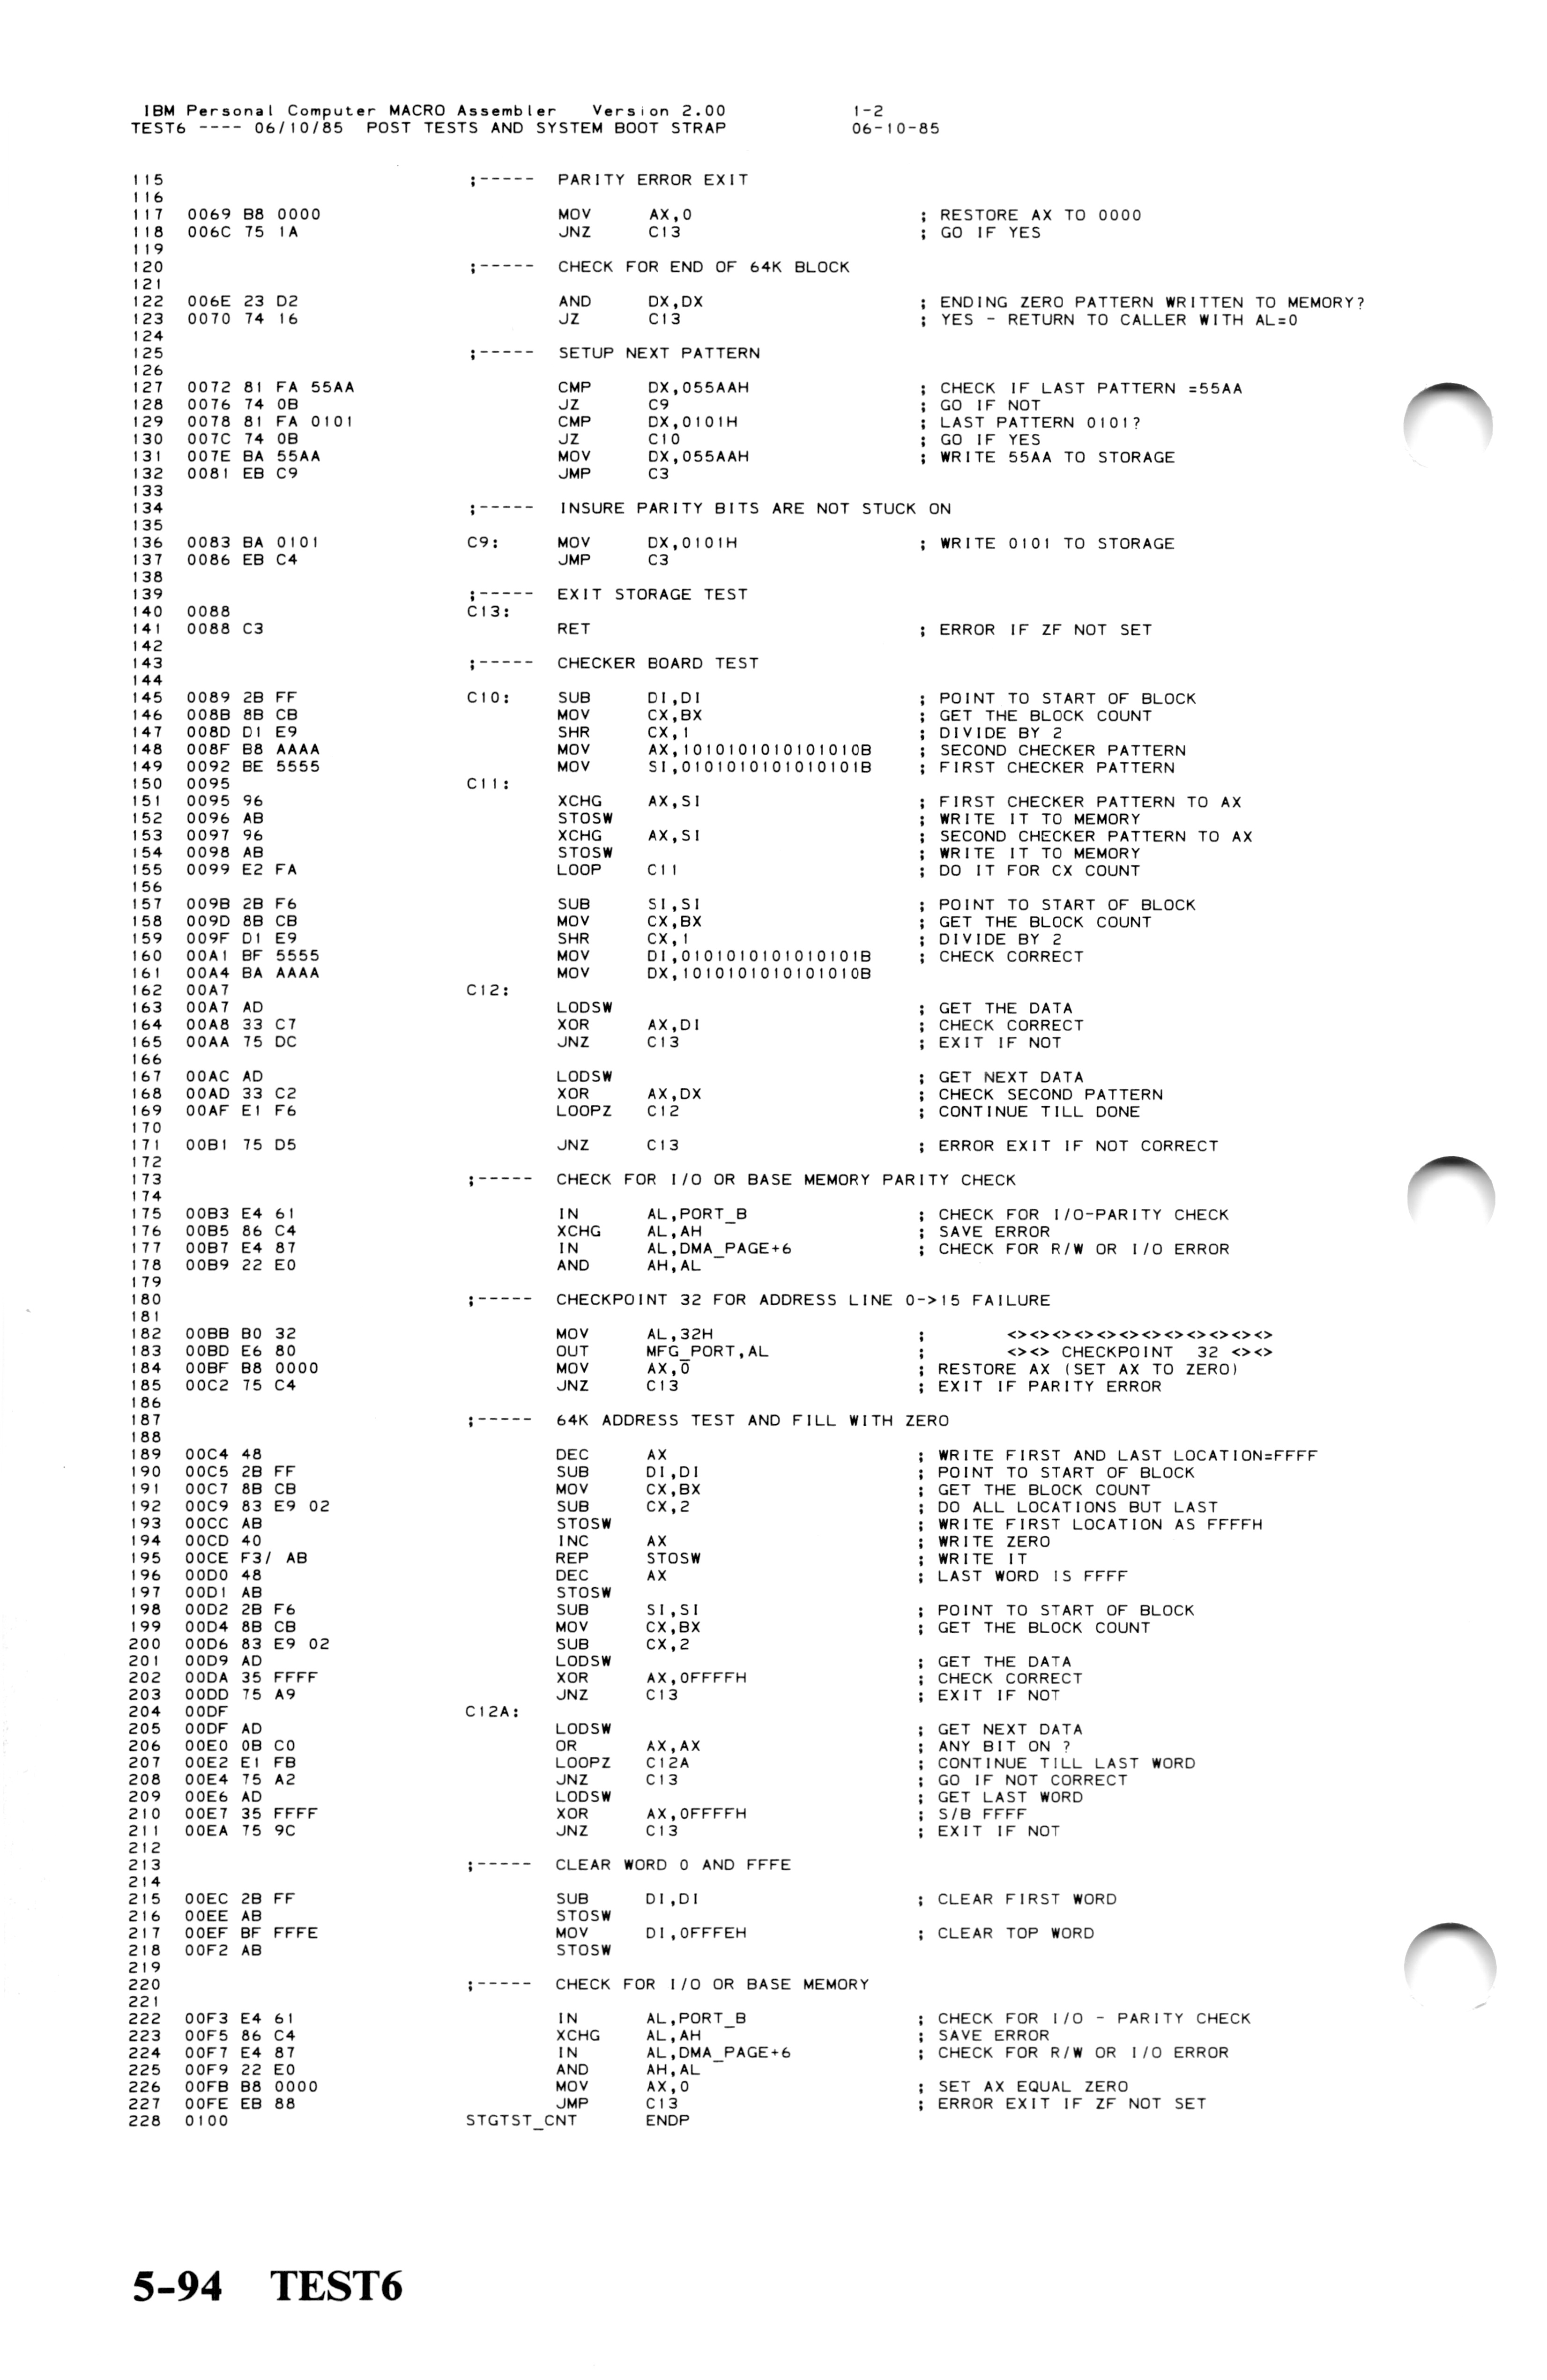 IBM Personal Computer MACRO Assembler   Version 2.00          1-2
TEST6 ---- 06/10/85  POST TESTS AND SYSTEM BOOT STRAP          06-10-85
115 ;----- PARITY ERROR EXIT
116
117 0069 B8 0000 MOV AX,0 ; RESTORE AX TO 0000
118 006C 75 1A JNZ C13 ; GO IF YES
119
120 ;----- CHECK FOR END OF 64K BLOCK
121
122 006E 23 D2 AND DX,DX ; ENDING ZERO PATTERN WRITTEN TO MEMORY?
123 0070 74 16 JZ C13 ; YES - RETURN TO CALLER WITH AL=0
124
125 ;----- SETUP NEXT PATTERN
126
127 0072 81 FA 55AA CMP DX,055AAH ; CHECK IF LAST PATTERN =55AA
128 0076 74 0B JZ C9 ; GO IF NOT
129 0078 81 FA 0101 CMP DX,0101H ; LAST PATTERN 0101?
130 007C 74 0B JZ C10 ; GO IF YES
131 007E BA 55AA MOV DX,055AAH ; WRITE 55AA TO STORAGE
132 0081 EB C9 JMP C3
133
134 ;----- INSURE PARITY BITS ARE NOT STUCK ON
135
136 0083 BA 0101 C9: MOV DX,0101H ; WRITE 0101 TO STORAGE
137 0086 EB C4 JMP C3
138
139 ;----- EXIT STORAGE TEST
140 0088 C13:
141 0088 C3 RET ; ERROR IF ZF NOT SET
142
143 ;----- CHECKER BOARD TEST
144
145 0089 2B FF C10: SUB DI,DI ; POINT TO START OF BLOCK
146 008B 8B CB MOV CX,BX ; GET THE BLOCK COUNT
147 008D D1 E9 SHR CX,1 ; DIVIDE BY 2
148 008F B8 AAAA MOV AX,1010101010101010B ; SECOND CHECKER PATTERN
149 0092 BE 5555 MOV SI,0101010101010101B ; FIRST CHECKER PATTERN
150 0095 C11:
151 0095 96 XCHG AX,SI ; FIRST CHECKER PATTERN TO AX
152 0096 AB STOSW ; WRITE IT TO MEMORY
153 0097 96 XCHG AX,SI ; SECOND CHECKER PATTERN TO AX
154 0098 AB STOSW ; WRITE IT TO MEMORY
155 0099 E2 FA LOOP C11 ; DO IT FOR CX COUNT
156
157 009B 2B F6 SUB SI,SI ; POINT TO START OF BLOCK
158 009D 8B CB MOV CX,BX ; GET THE BLOCK COUNT
159 009F D1 E9 SHR CX,1 ; DIVIDE BY 2
160 00A1 BF 5555 MOV DI,0101010101010101B ; CHECK CORRECT
161 00A4 BA AAAA MOV DX,1010101010101010B
162 00A7 C12:
163 00A7 AD LODSW ; GET THE DATA
164 00A8 33 C7 XOR AX,DI ; CHECK CORRECT
165 00AA 75 DC JNZ C13 ; EXIT IF NOT
166
167 00AC AD LODSW ; GET NEXT DATA
168 00AD 33 C2 XOR AX,DX ; CHECK SECOND PATTERN
169 00AF E1 F6 LOOPZ C12 ; CONTINUE TILL DONE
170
171 00B1 75 D5 JNZ C13 ; ERROR EXIT IF NOT CORRECT
172
173 ;----- CHECK FOR I/O OR BASE MEMORY PARITY CHECK
174
175 00B3 E4 61 IN AL,PORT_B ; CHECK FOR I/O-PARITY CHECK
176 00B5 86 C4 XCHG AL,AH ; SAVE ERROR
177 00B7 E4 87 IN AL,DMA_PAGE+6 ; CHECK FOR R/W OR I/O ERROR
178 00B9 22 E0 AND AH,AL
179
180 ;----- CHECKPOINT 32 FOR ADDRESS LINE 0->15 FAILURE
181
182 00BB B0 32 MOV AL,32H ; <><><><><><><><><><><><>
183 00BD E6 80 OUT MFG_PORT,AL ; <><> CHECKPOINT 32 <><>
184 00BF B8 0000 MOV AX,0 ; RESTORE AX (SET AX TO ZERO)
185 00C2 75 C4 JNZ C13 ; EXIT IF PARITY ERROR
186
187 ;----- 64K ADDRESS TEST AND FILL WITH ZERO
188
189 00C4 48 DEC AX ; WRITE FIRST AND LAST LOCATION=FFFF
190 00C5 2B FF SUB DI,DI ; POINT TO START OF BLOCK
191 00C7 8B CB MOV CX,BX ; GET THE BLOCK COUNT
192 00C9 83 E9 02 SUB CX,2 ; DO ALL LOCATIONS BUT LAST
193 00CC AB STOSW ; WRITE FIRST LOCATION AS FFFFH
194 00CD 40 INC AX ; WRITE ZERO
195 00CE F3/ AB REP STOSW ; WRITE IT
196 00D0 48 DEC AX ; LAST WORD IS FFFF
197 00D1 AB STOSW
198 00D2 2B F6 SUB SI,SI ; POINT TO START OF BLOCK
199 00D4 8B CB MOV CX,BX ; GET THE BLOCK COUNT
200 00D6 83 E9 02 SUB CX,2
201 00D9 AD LODSW ; GET THE DATA
202 00DA 35 FFFF XOR AX,0FFFFH ; CHECK CORRECT
203 00DD 75 A9 JNZ C13 ; EXIT IF NOT
204 00DF C12A:
205 00DF AD LODSW ; GET NEXT DATA
206 00E0 0B C0 OR AX,AX ; ANY BIT ON ?
207 00E2 E1 FB LOOPZ C12A ; CONTINUE TILL LAST WORD
208 00E4 75 A2 JNZ C13 ; GO IF NOT CORRECT
209 00E6 AD LODSW ; GET LAST WORD
210 00E7 35 FFFF XOR AX,0FFFFH ; S/B FFFF
211 00EA 75 9C JNZ C13 ; EXIT IF NOT
212
213 ;----- CLEAR WORD 0 AND FFFE
214
215 00EC 2B FF SUB DI,DI ; CLEAR FIRST WORD
216 00EE AB STOSW
217 00EF BF FFFE MOV DI,0FFFEH ; CLEAR TOP WORD
218 00F2 AB STOSW
219
220 ;----- CHECK FOR I/O OR BASE MEMORY
221
222 00F3 E4 61 IN AL,PORT_B ; CHECK FOR I/O - PARITY CHECK
223 00F5 86 C4 XCHG AL,AH ; SAVE ERROR
224 00F7 E4 87 IN AL,DMA_PAGE+6 ; CHECK FOR R/W OR I/O ERROR
225 00F9 22 E0 AND AH,AL
226 00FB B8 0000 MOV AX,0 ; SET AX EQUAL ZERO
227 00FE EB 88 JMP C13 ; ERROR EXIT IF ZF NOT SET
228 0100 STGTST_CNT ENDP
5-94 TEST6